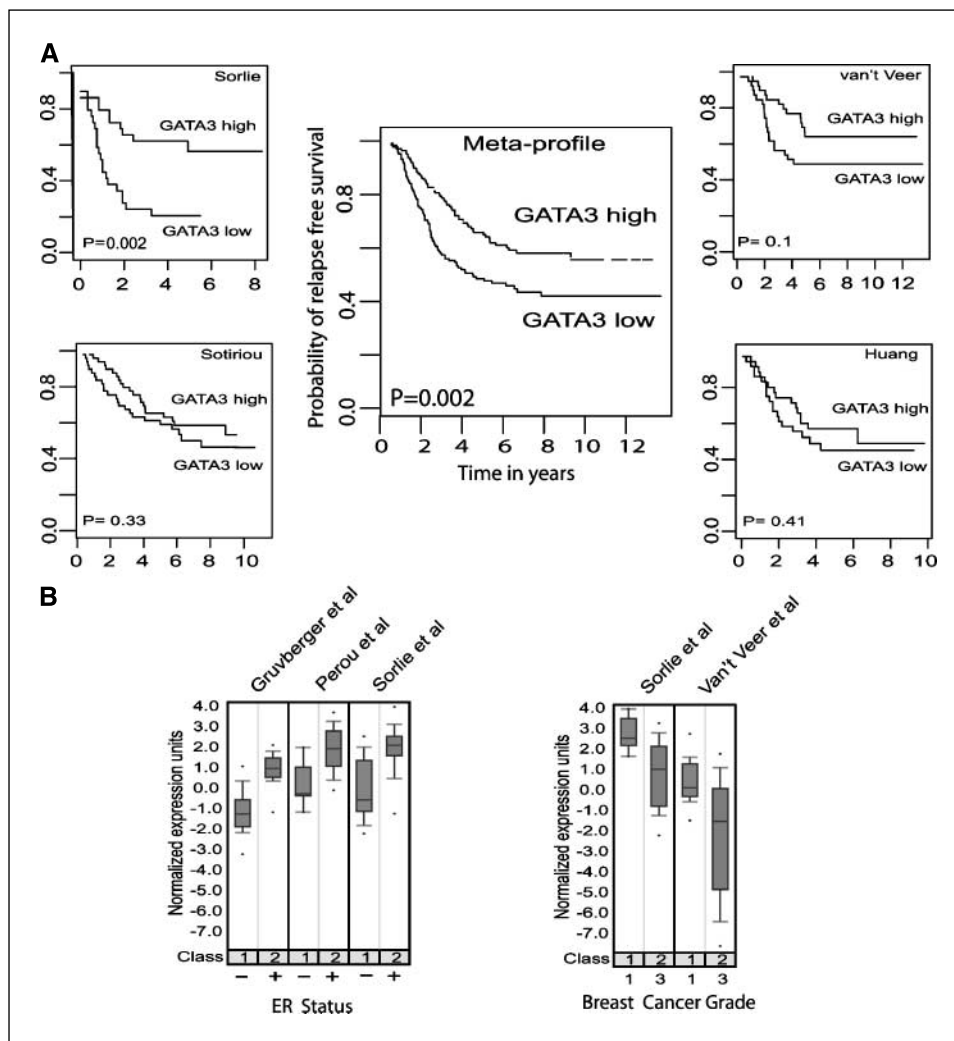 A
Sorlie
GATA3 high
GATA3 low
P=0.002
0.8
0.4
0.0
0 2 4 6 8
Meta-profile
GATA3 high
GATA3 low
P=0.002
Probability of relapse free survival
0.8
0.4
0.0
0 2 4 6 8 10 12
Time in years
van't Veer
GATA3 high
GATA3 low
P= 0.1
0.8
0.4
0.0
0 2 4 6 8 10 12
Sotiriou
GATA3 high
GATA3 low
P= 0.33
0.8
0.4
0.0
0 2 4 6 8 10
Huang
GATA3 high
GATA3 low
P= 0.41
0.8
0.4
0.0
0 2 4 6 8 10
B
Gruvberger et al
Perou et al
Sorlie et al
Normalized expression units
4.0
3.0
2.0
1.0
0.0
-1.0
-2.0
-3.0
-4.0
-5.0
-6.0
-7.0
Class 1 2 1 2 1 2
− + − + − +
ER Status
Sorlie et al
Van't Veer et al
Normalized expression units
4.0
3.0
2.0
1.0
0.0
-1.0
-2.0
-3.0
-4.0
-5.0
-6.0
-7.0
Class 1 2 1 2
1 3 1 3
Breast Cancer Grade